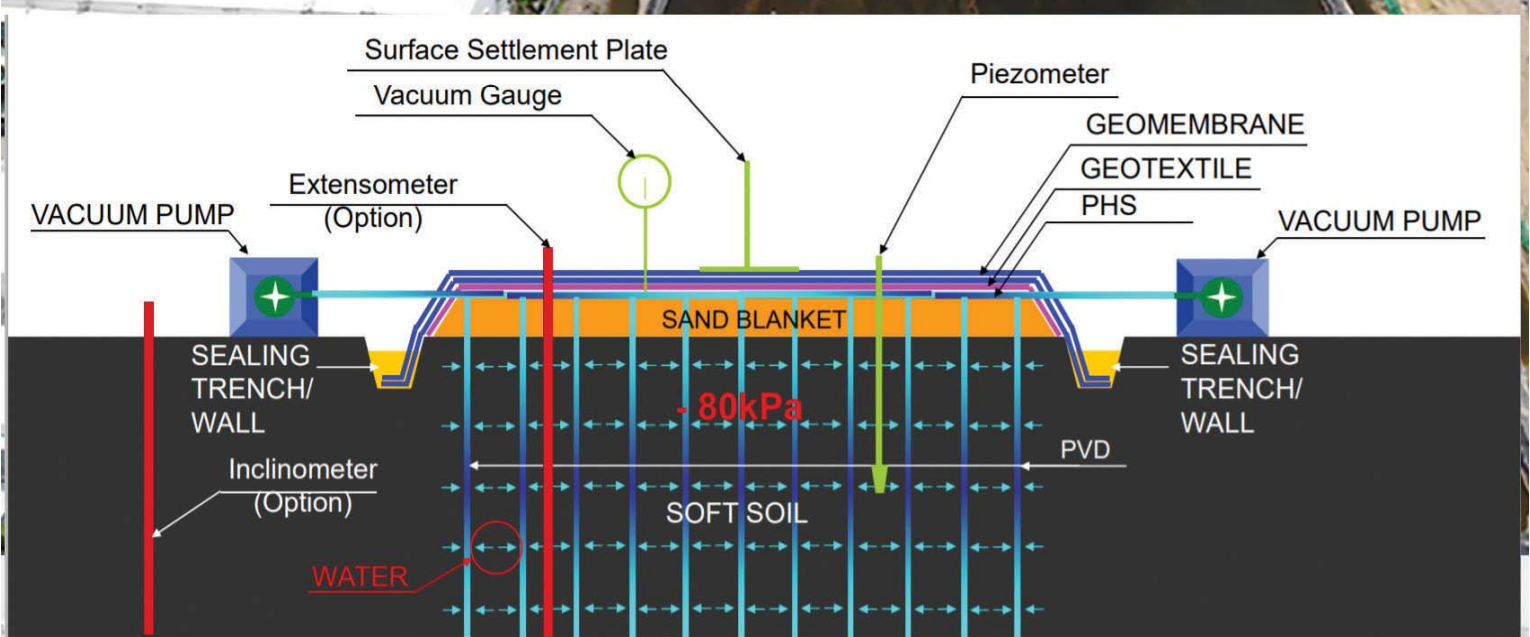 Surface Settlement Plate
Vacuum Gauge
Piezometer
GEOMEMBRANE
GEOTEXTILE
PHS
Extensometer
(Option)
VACUUM PUMP
VACUUM PUMP
SAND BLANKET
SEALING
TRENCH/
WALL
SEALING
TRENCH/
WALL
- 80kPa
PVD
Inclinometer
(Option)
SOFT SOIL
WATER